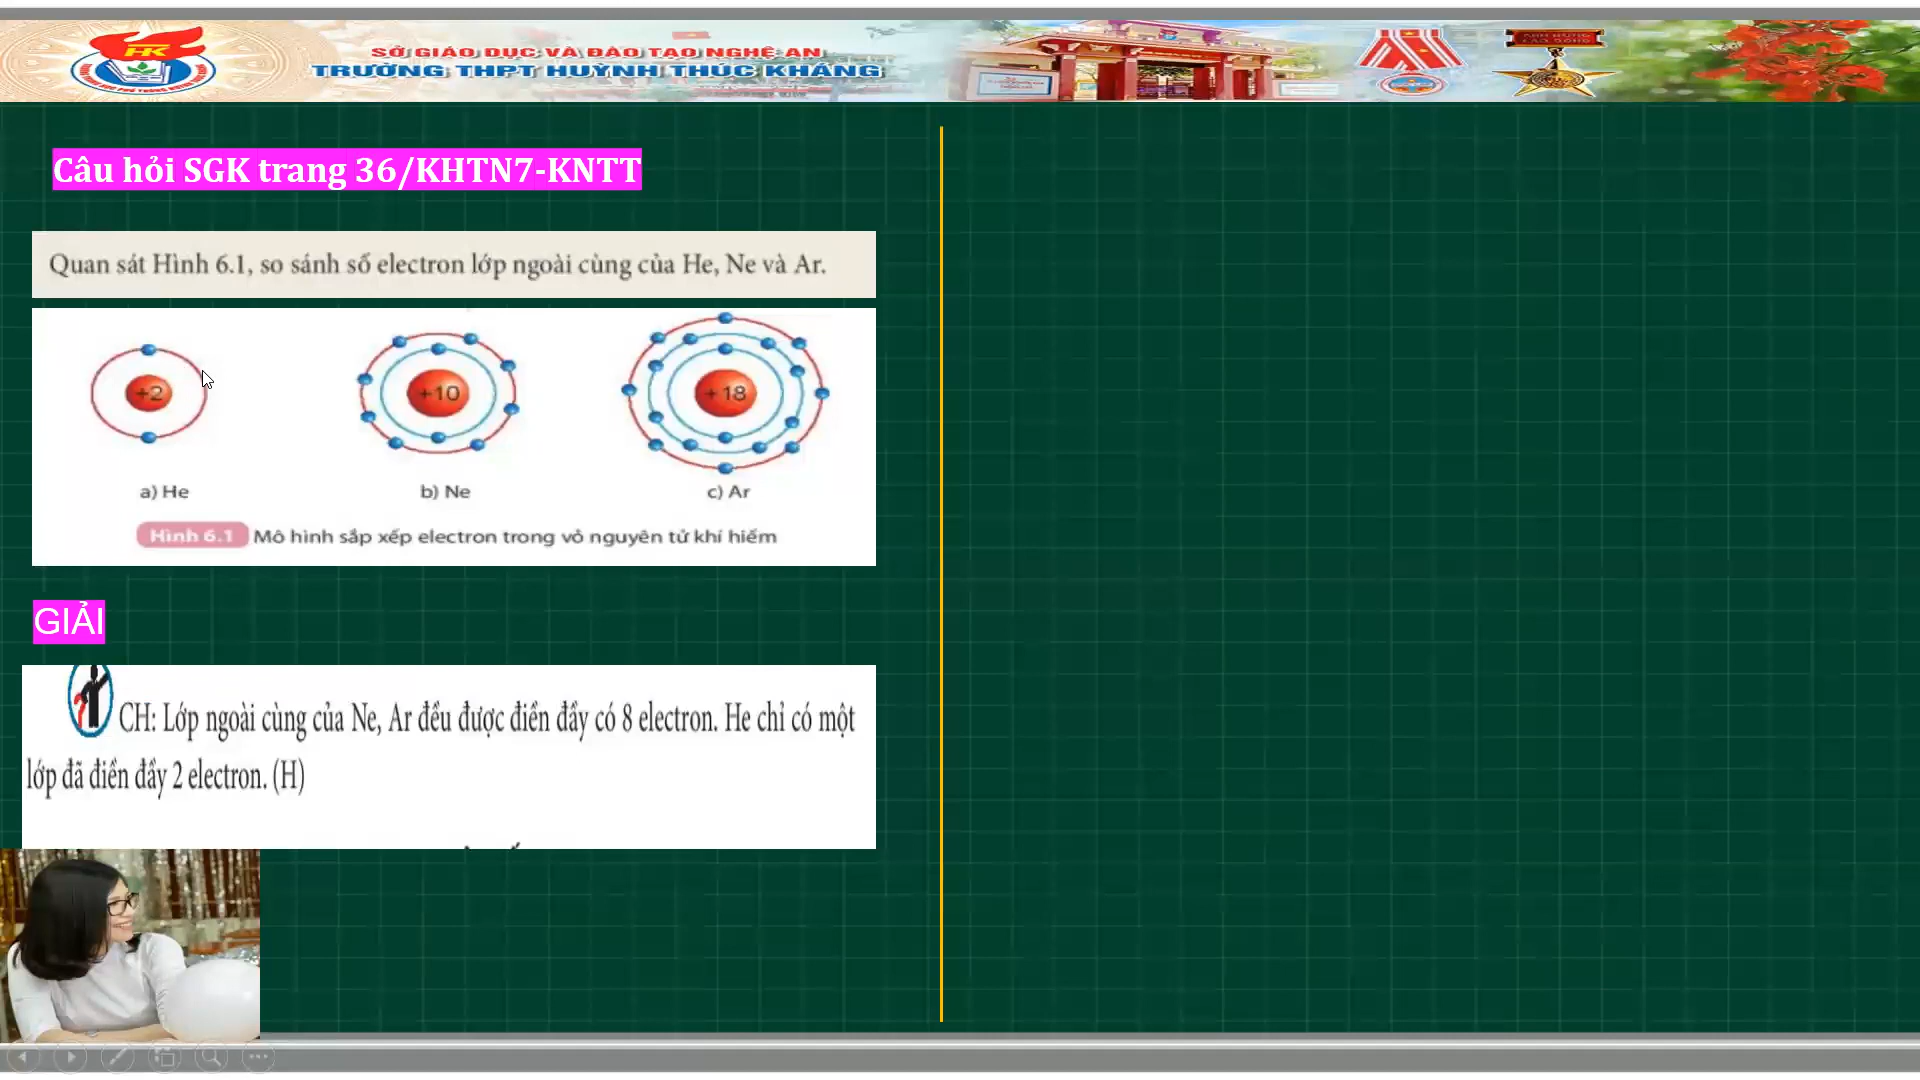 HK
SỞ GIÁO DỤC VÀ ĐÀO TẠO NGHỆ AN
TRƯỜNG THPT HUỲNH THÚC KHÁNG
Câu hỏi SGK trang 36/KHTN7-KNTT
Quan sát Hình 6.1, so sánh số electron lớp ngoài cùng của He, Ne và Ar.
+2 +10 +18
a) He b) Ne c) Ar
Hình 6.1 Mô hình sắp xếp electron trong vỏ nguyên tử khí hiếm
GIẢI
CH: Lớp ngoài cùng của Ne, Ar đều được điền đầy có 8 electron. He chỉ có một
lớp đã điền đầy 2 electron. (H)